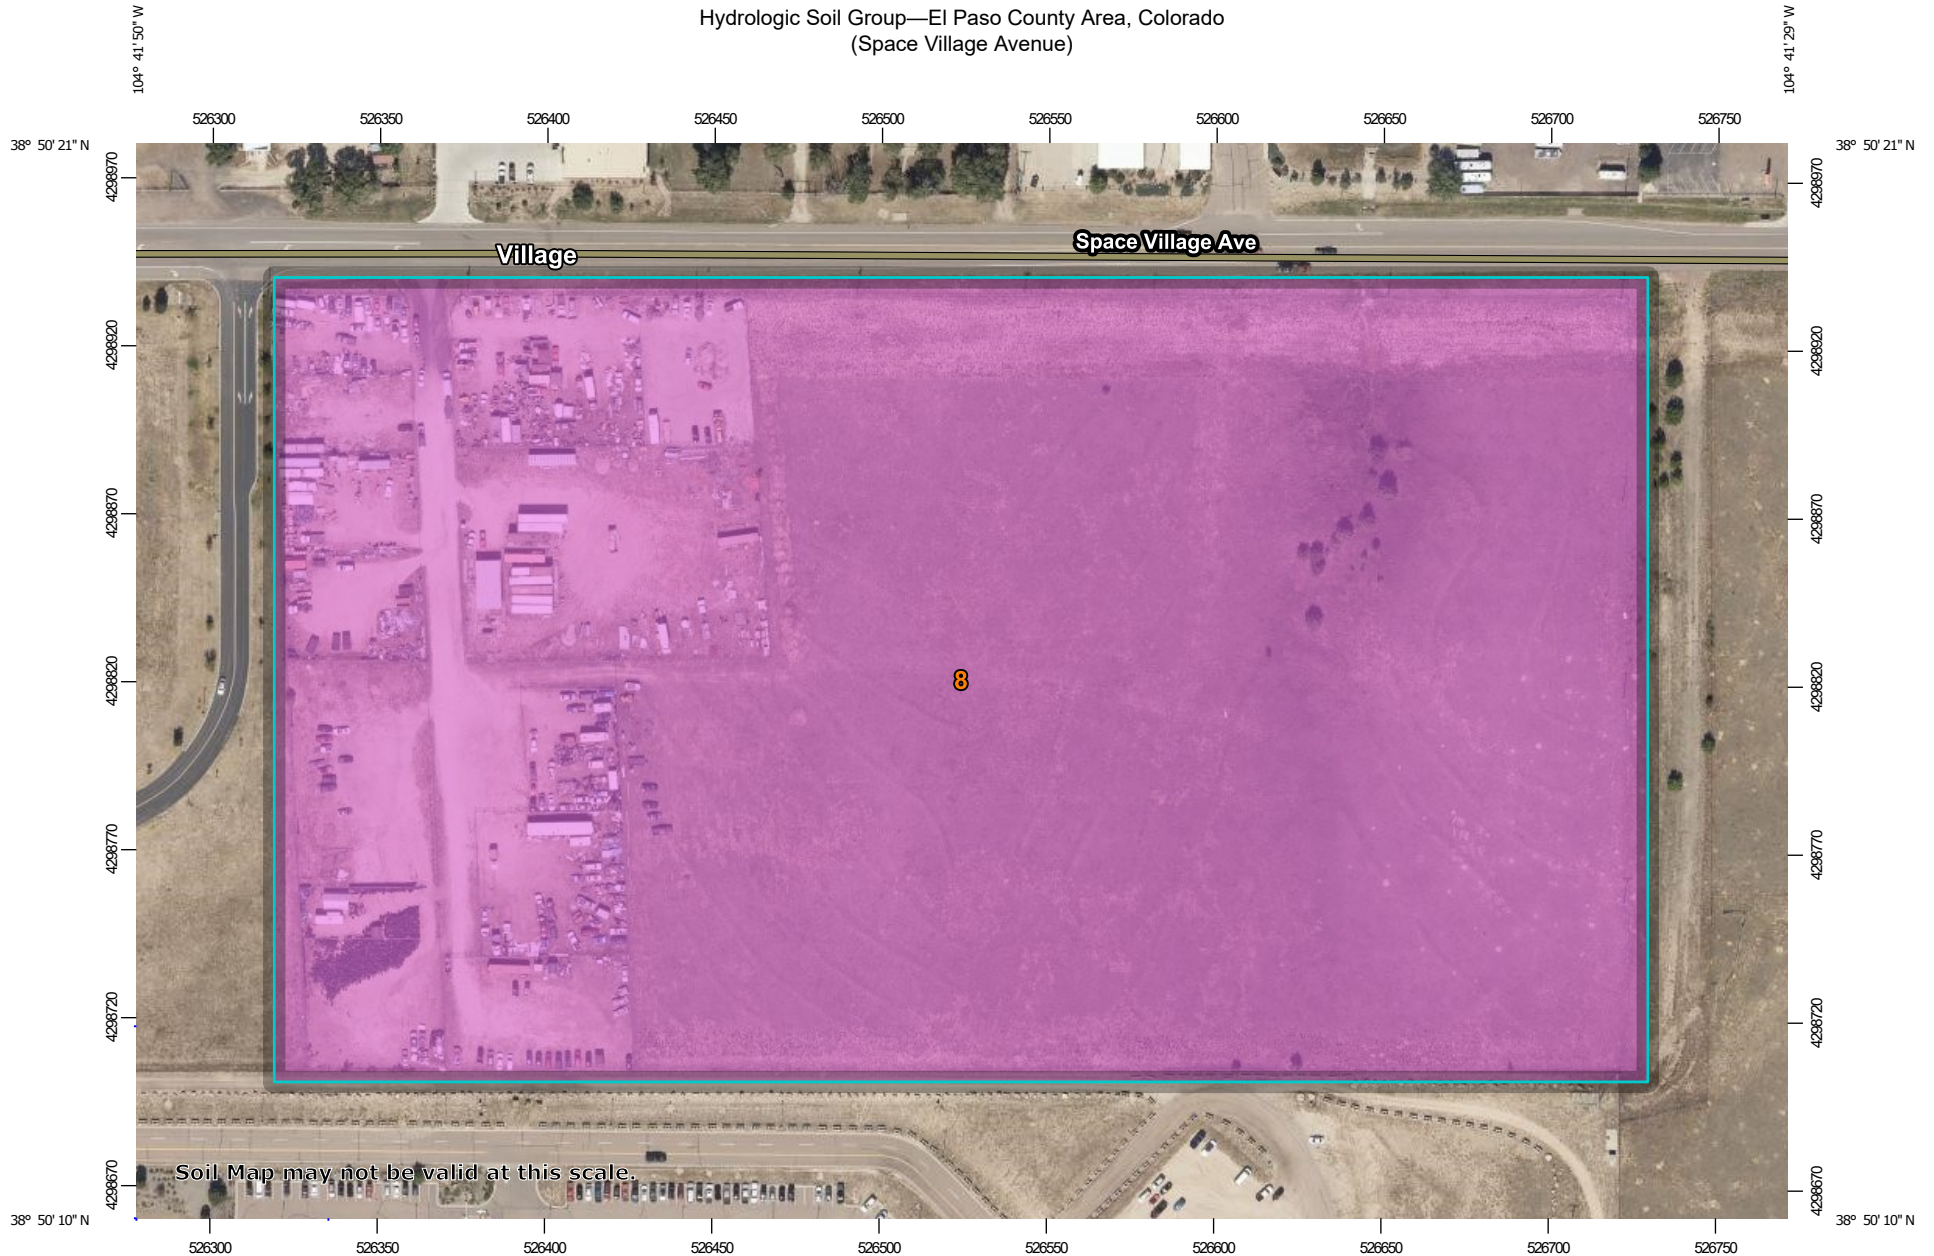 Hydrologic Soil Group—El Paso County Area, Colorado
(Space Village Avenue)
104° 41' 50'' W
104° 41' 29'' W
526300 526350 526400 526450 526500 526550 526600 526650 526700 526750
38° 50' 21'' N
38° 50' 21'' N
4298970
4298970
Space Village Ave
Village
4298920
4298920
4298870
4298870
8
4298820
4298820
4298770
4298770
4298720
4298720
Soil Map may not be valid at this scale.
4298670
4298670
38° 50' 10'' N
38° 50' 10'' N
526300 526350 526400 526450 526500 526550 526600 526650 526700 526750